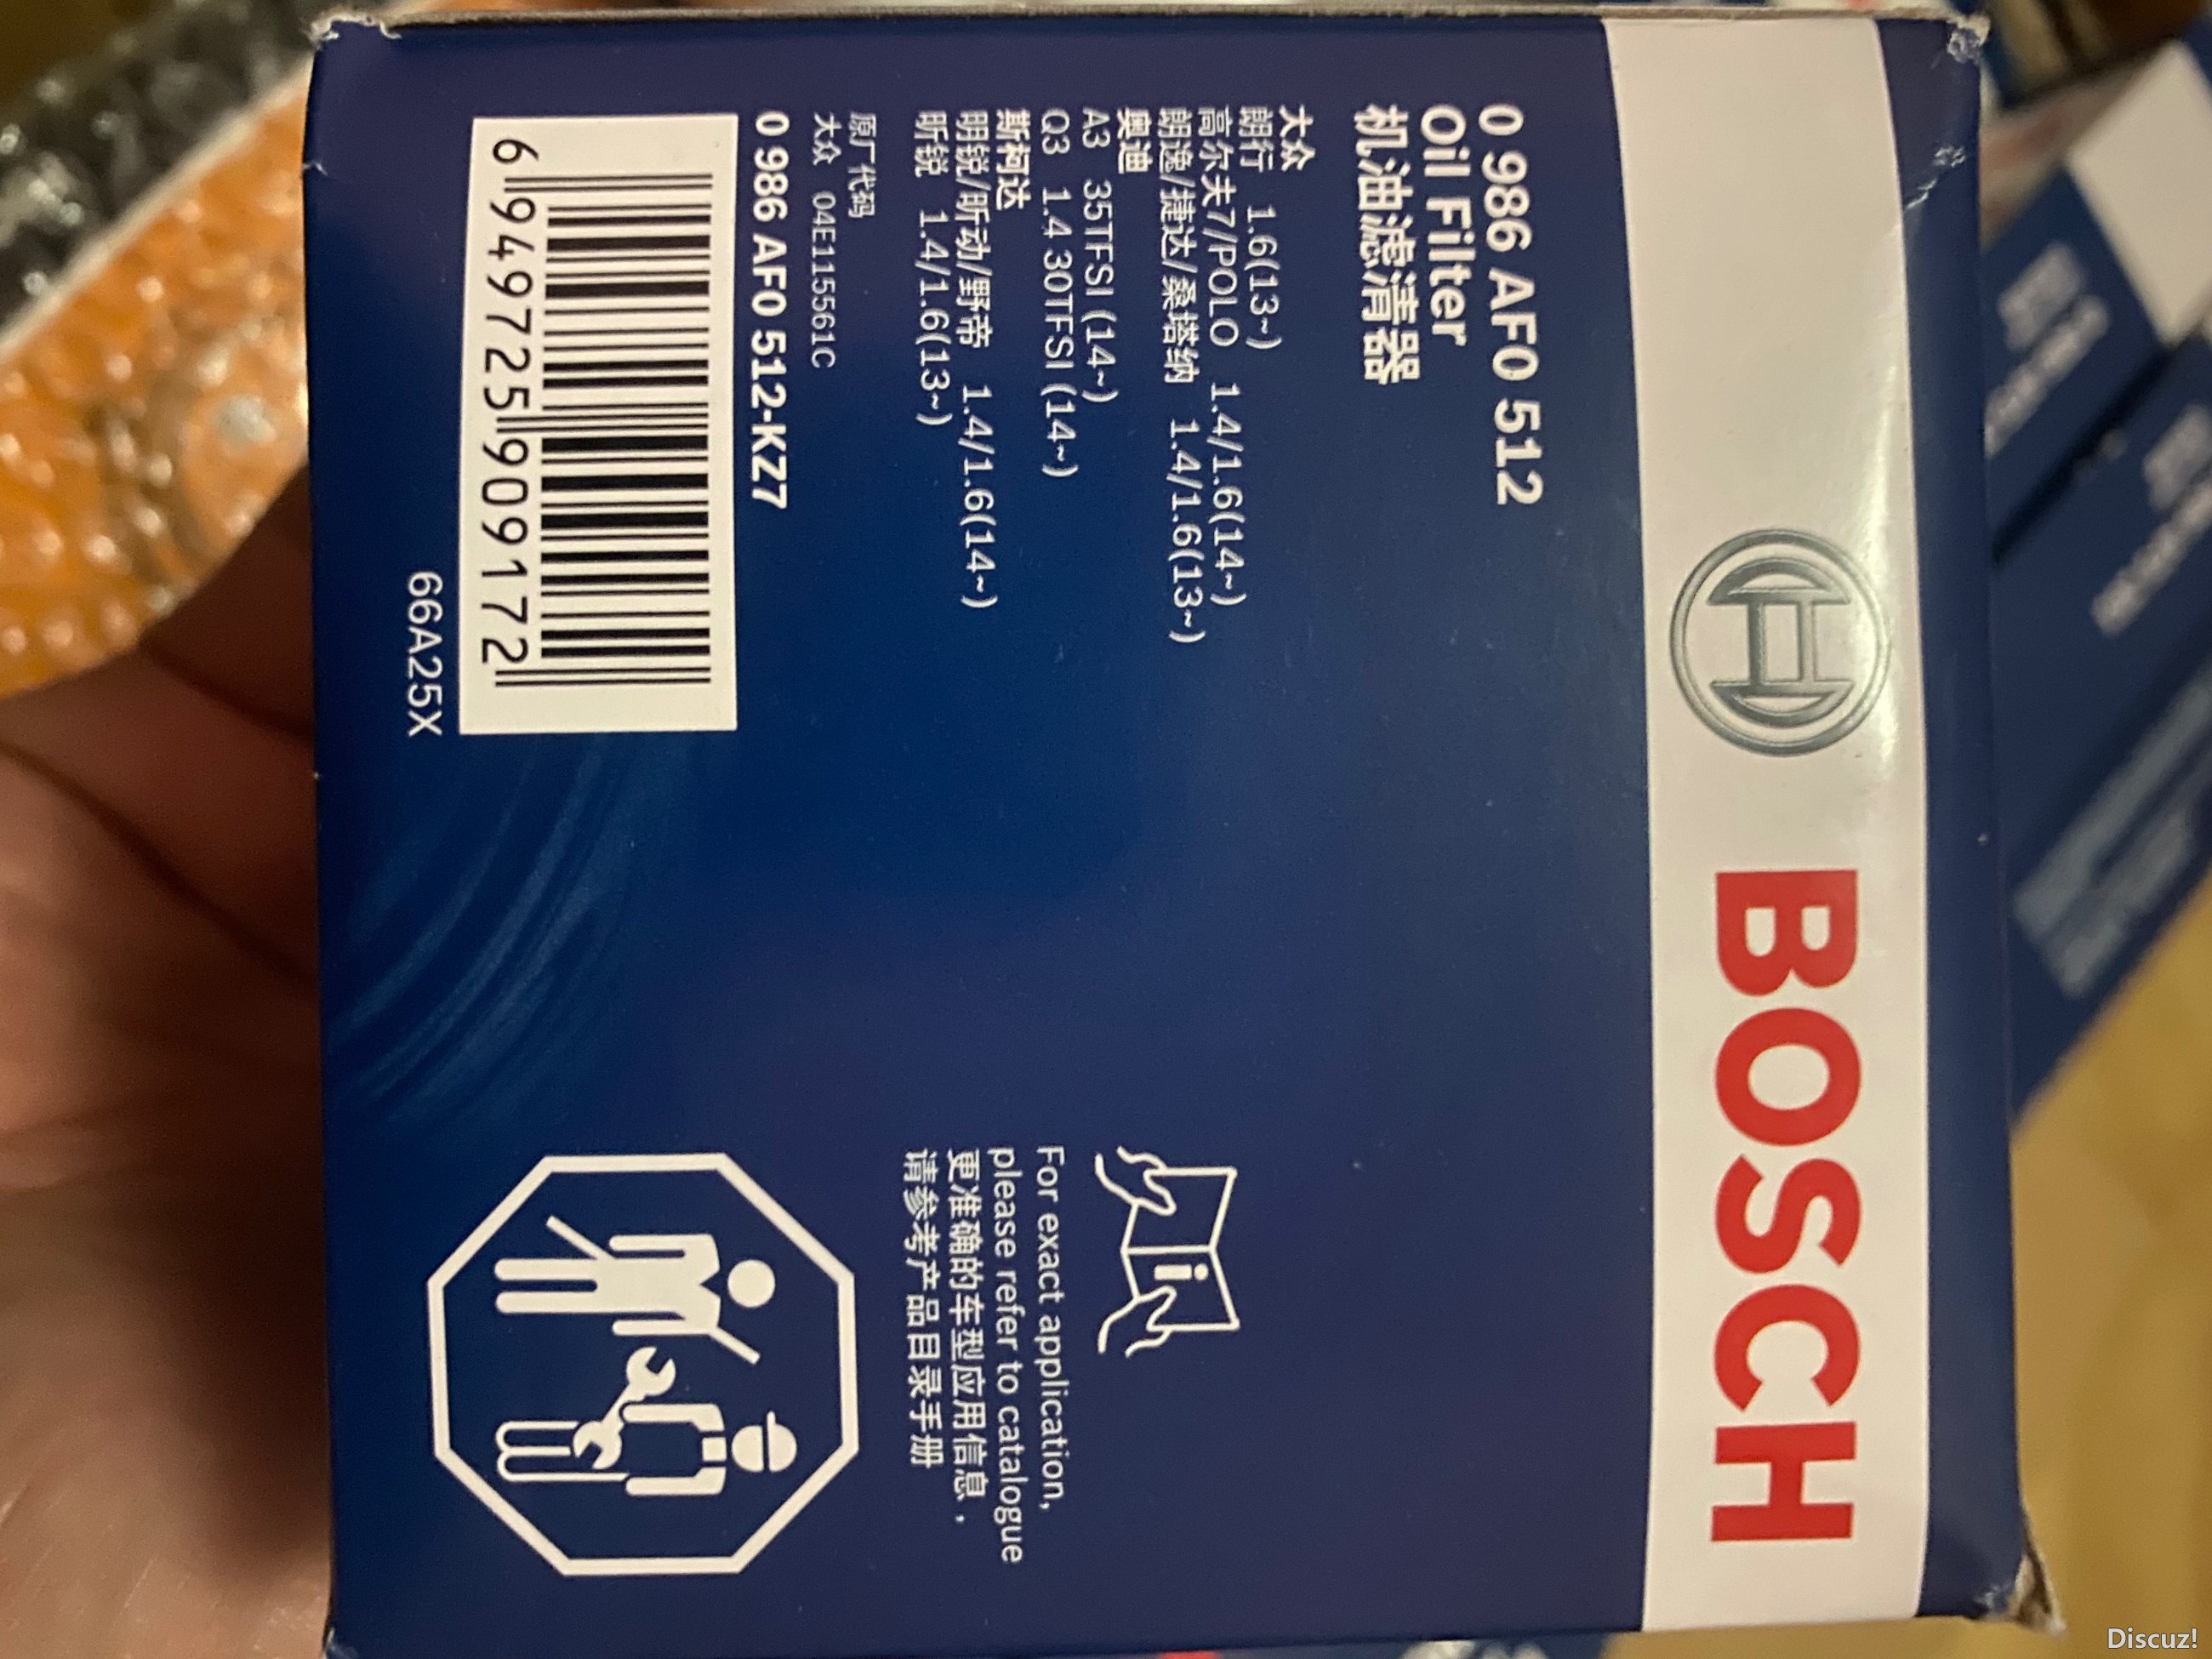 BOSCH
0 986 AF0 512
Oil Filter
机油滤清器
大众
朗行 1.6(13~)
高尔夫7/POLO 1.4/1.6(14~)
朗逸/捷达/桑塔纳 1.4/1.6(13~)
奥迪
A3 35TFSI (14~)
Q3 1.4 30TFSI (14~)
斯柯达
明锐/昕动/野帝 1.4/1.6(14~)
昕锐 1.4/1.6(13~)
原厂代码
大众 04E115561C
0 986 AF0 512-KZ7
6 949725 909172
66A25X
For exact application,
please refer to catalogue
更准确的车型应用信息，
请参考产品目录手册
Discuz!